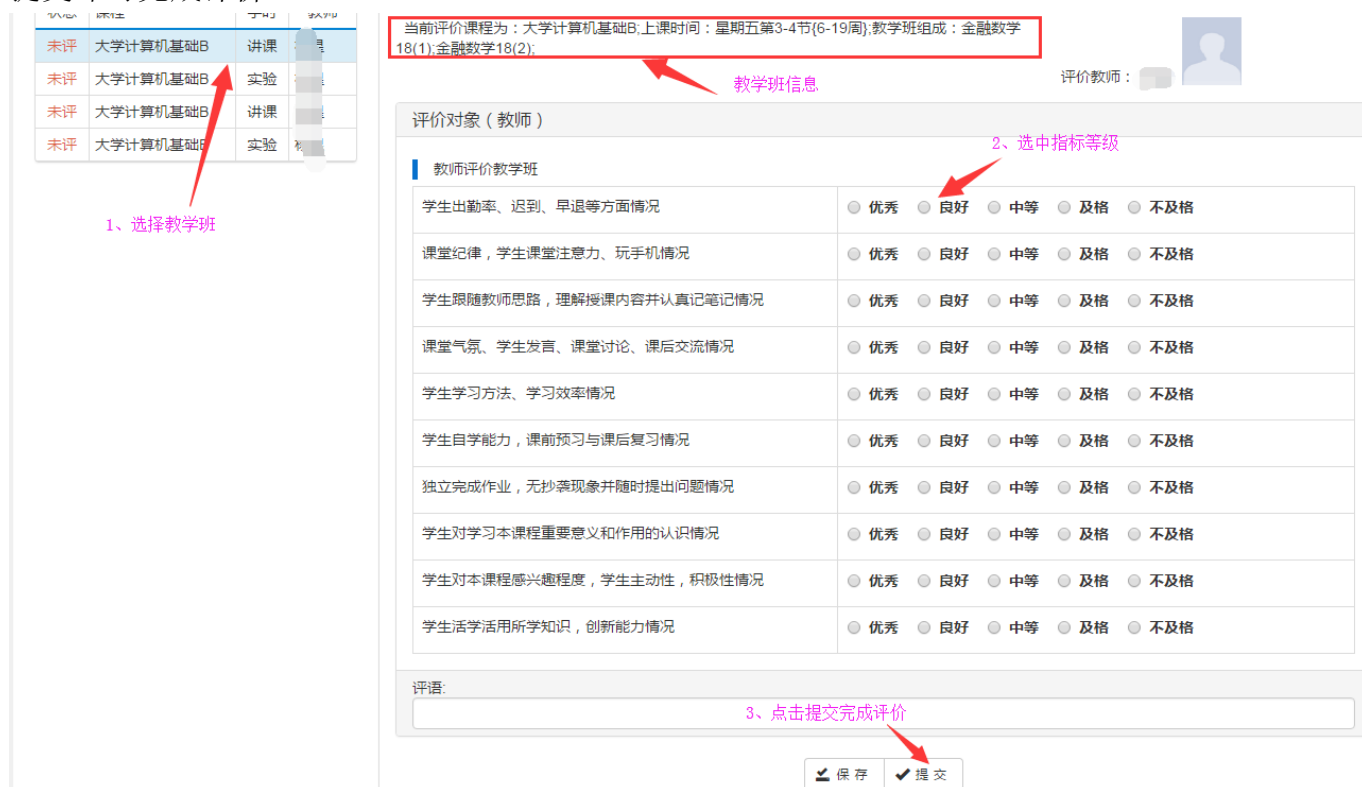 状态 课程 学时 教师
未评 大学计算机基础B 讲课
未评 大学计算机基础B 实验
未评 大学计算机基础B 讲课
未评 大学计算机基础B 实验
1、选择教学班
当前评价课程为：大学计算机基础B;上课时间：星期五第3-4节{6-19周};教学班组成：金融数学
18(1);金融数学18(2);
教学班信息
评价教师：
评价对象（教师）
2、选中指标等级
教师评价教学班
学生出勤率、迟到、早退等方面情况 优秀 良好 中等 及格 不及格
课堂纪律，学生课堂注意力、玩手机情况 优秀 良好 中等 及格 不及格
学生跟随教师思路，理解授课内容并认真记笔记情况 优秀 良好 中等 及格 不及格
课堂气氛、学生发言、课堂讨论、课后交流情况 优秀 良好 中等 及格 不及格
学生学习方法、学习效率情况 优秀 良好 中等 及格 不及格
学生自学能力，课前预习与课后复习情况 优秀 良好 中等 及格 不及格
独立完成作业，无抄袭现象并随时提出问题情况 优秀 良好 中等 及格 不及格
学生对学习本课程重要意义和作用的认识情况 优秀 良好 中等 及格 不及格
学生对本课程感兴趣程度，学生主动性，积极性情况 优秀 良好 中等 及格 不及格
学生活学活用所学知识，创新能力情况 优秀 良好 中等 及格 不及格
评语:
3、点击提交完成评价
保 存 提 交